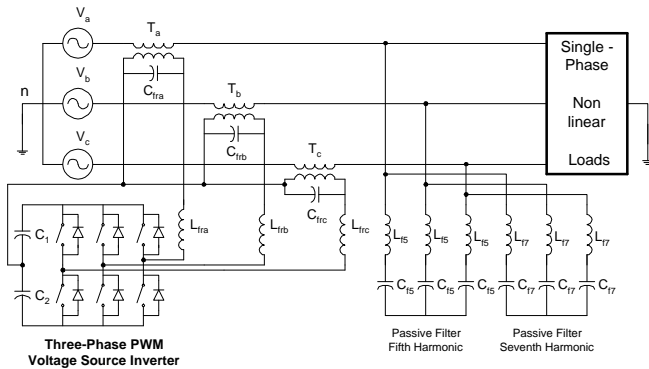 Va
Ta
Cfra
Vb
Tb
n
Cfrb
Vc
Tc
Cfrc
Single -
Phase
Non
linear
Loads
Lfra
Lfrb
Lfrc
C1
C2
Lf5
Lf5
Lf5
Lf7
Lf7
Lf7
Cf5
Cf5
Cf5
Cf7
Cf7
Cf7
Three-Phase PWM
Voltage Source Inverter
Passive Filter
Fifth Harmonic
Passive Filter
Seventh Harmonic